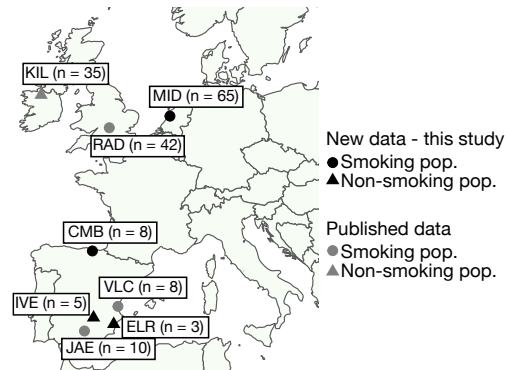 KIL (n = 35)
MID (n = 65)
RAD (n = 42)
CMB (n = 8)
VLC (n = 8)
IVE (n = 5)
ELR (n = 3)
JAE (n = 10)
New data - this study
Smoking pop.
Non-smoking pop.
Published data
Smoking pop.
Non-smoking pop.